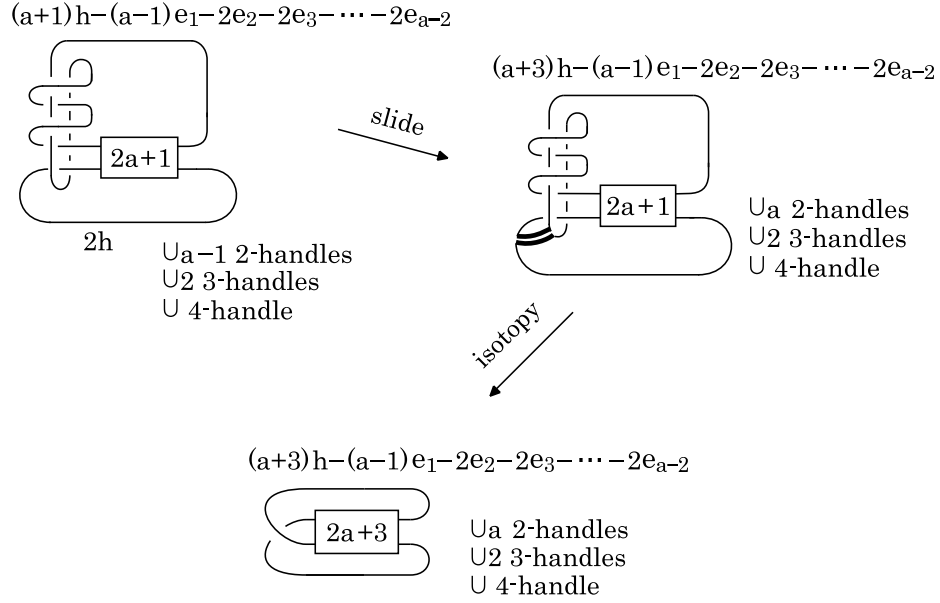 (a+1)h−(a−1)e₁−2e₂−2e₃−⋯−2eₐ₋₂
2a+1
2h
∪a−1 2-handles
∪2 3-handles
∪ 4-handle
slide
(a+3)h−(a−1)e₁−2e₂−2e₃−⋯−2eₐ₋₂
2a+1
∪a 2-handles
∪2 3-handles
∪ 4-handle
isotopy
(a+3)h−(a−1)e₁−2e₂−2e₃−⋯−2eₐ₋₂
2a+3
∪a 2-handles
∪2 3-handles
∪ 4-handle